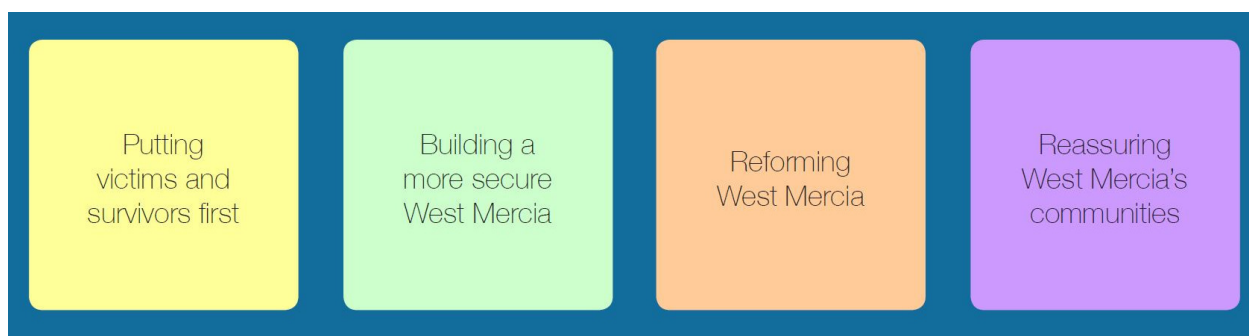 Putting
victims and
survivors first
Building a
more secure
West Mercia
Reforming
West Mercia
Reassuring
West Mercia's
communities